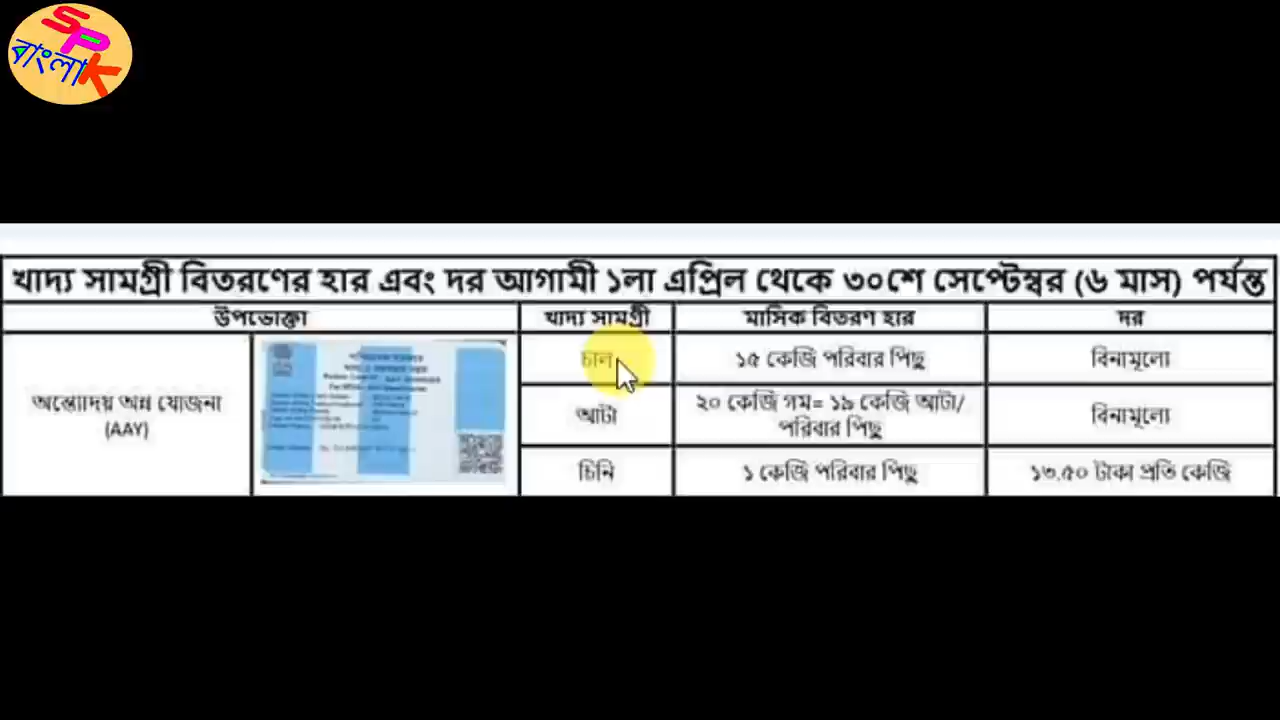 SPK
বাংলা
খাদ্য সামগ্রী বিতরণের হার এবং দর আগামী ১লা এপ্রিল থেকে ৩০শে সেপ্টেম্বর (৬ মাস) পর্যন্ত
উপভোক্তা খাদ্য সামগ্রী মাসিক বিতরণ হার দর
অন্ত্যোদয় অন্ন যোজনা
(AAY)
চাল ১৫ কেজি পরিবার পিছু বিনামূল্যে
আটা ২০ কেজি গম= ১৯ কেজি আটা/
পরিবার পিছু বিনামূল্যে
চিনি ১ কেজি পরিবার পিছু ১৩.৫০ টাকা প্রতি কেজি